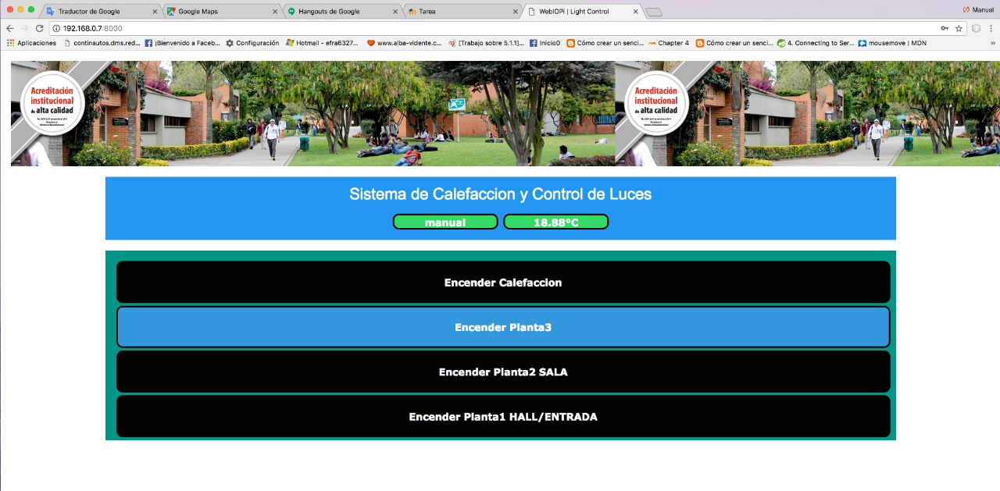 Traductor de Google
Google Maps
Hangouts de Google
Tarea
WebIOPi | Light Control
Manuel
192.168.0.7:8000
Aplicaciones
continautos.dms.red...
¡Bienvenido a Faceb...
Configuración
Hotmail - efra6327...
www.alba-vidente.c...
[Trabajo sobre 5.1.1]...
Inicio0
Cómo crear un senci...
Chapter 4
Cómo crear un senci...
4. Connecting to Ser...
mousemove | MDN
»
Acreditación
institucional
de alta calidad
Acreditación
institucional
de alta calidad
Sistema de Calefaccion y Control de Luces
manual
18.88°C
Encender Calefaccion
Encender Planta3
Encender Planta2 SALA
Encender Planta1 HALL/ENTRADA